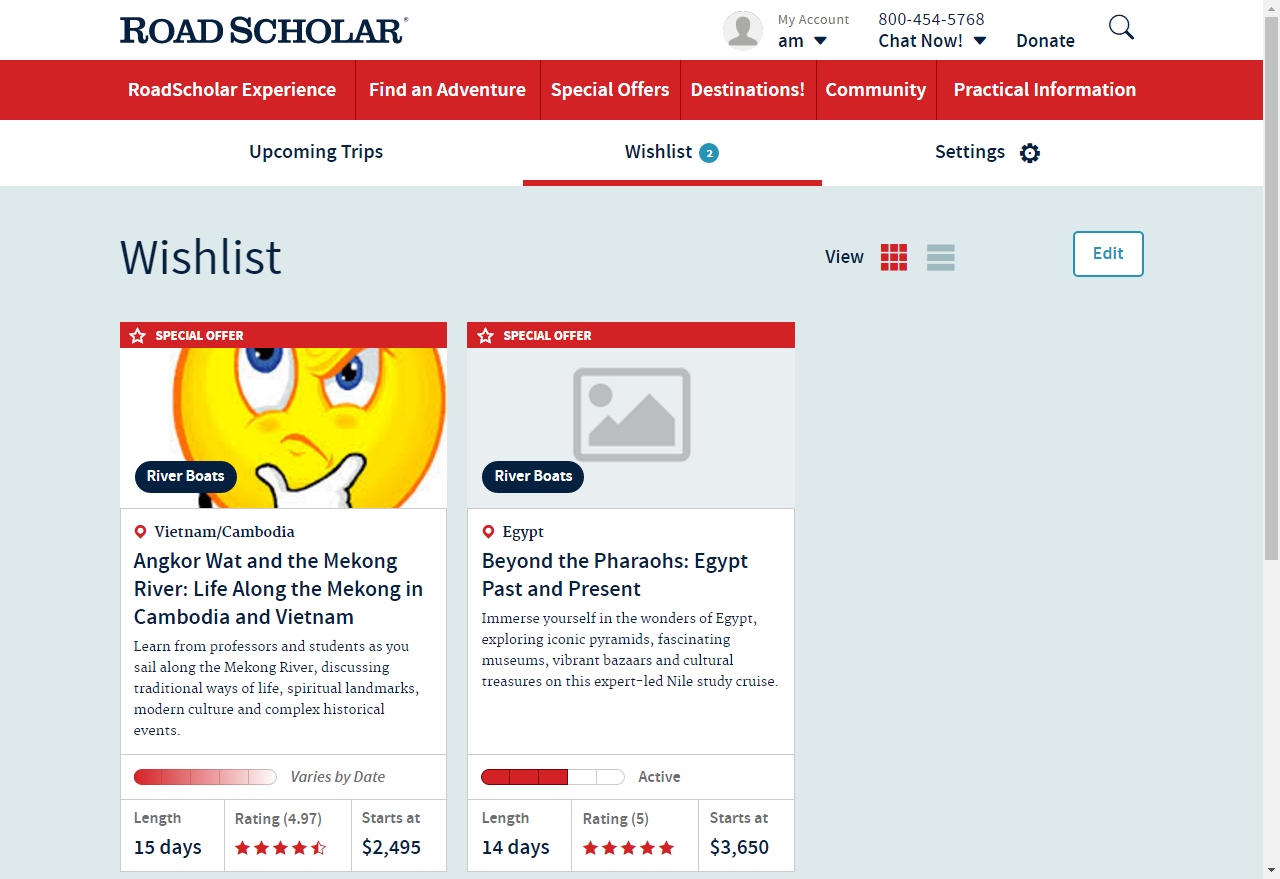 ROAD SCHOLAR®
My Account
am
800-454-5768
Chat Now!
Donate
RoadScholar Experience
Find an Adventure
Special Offers
Destinations!
Community
Practical Information
Upcoming Trips
Wishlist 2
Settings
Wishlist
View
Edit
SPECIAL OFFER
River Boats
Vietnam/Cambodia
Angkor Wat and the Mekong
River: Life Along the Mekong in
Cambodia and Vietnam
Learn from professors and students as you
sail along the Mekong River, discussing
traditional ways of life, spiritual landmarks,
modern culture and complex historical
events.
Varies by Date
Length
15 days
Rating (4.97)
Starts at
$2,495
SPECIAL OFFER
River Boats
Egypt
Beyond the Pharaohs: Egypt
Past and Present
Immerse yourself in the wonders of Egypt,
exploring iconic pyramids, fascinating
museums, vibrant bazaars and cultural
treasures on this expert-led Nile study cruise.
Active
Length
14 days
Rating (5)
Starts at
$3,650